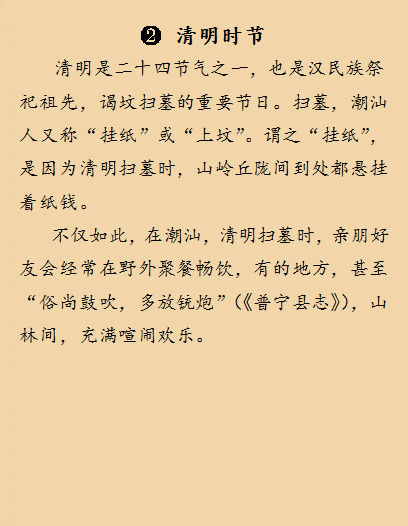 ❷ 清明时节
清明是二十四节气之一，也是汉民族祭
祀祖先，谒坟扫墓的重要节日。扫墓，潮汕
人又称“挂纸”或“上坟”。谓之“挂纸”，
是因为清明扫墓时，山岭丘陇间到处都悬挂
着纸钱。
不仅如此，在潮汕，清明扫墓时，亲朋好
友会经常在野外聚餐畅饮，有的地方，甚至
“俗尚鼓吹，多放铳炮”（《普宁县志》），山
林间，充满喧闹欢乐。